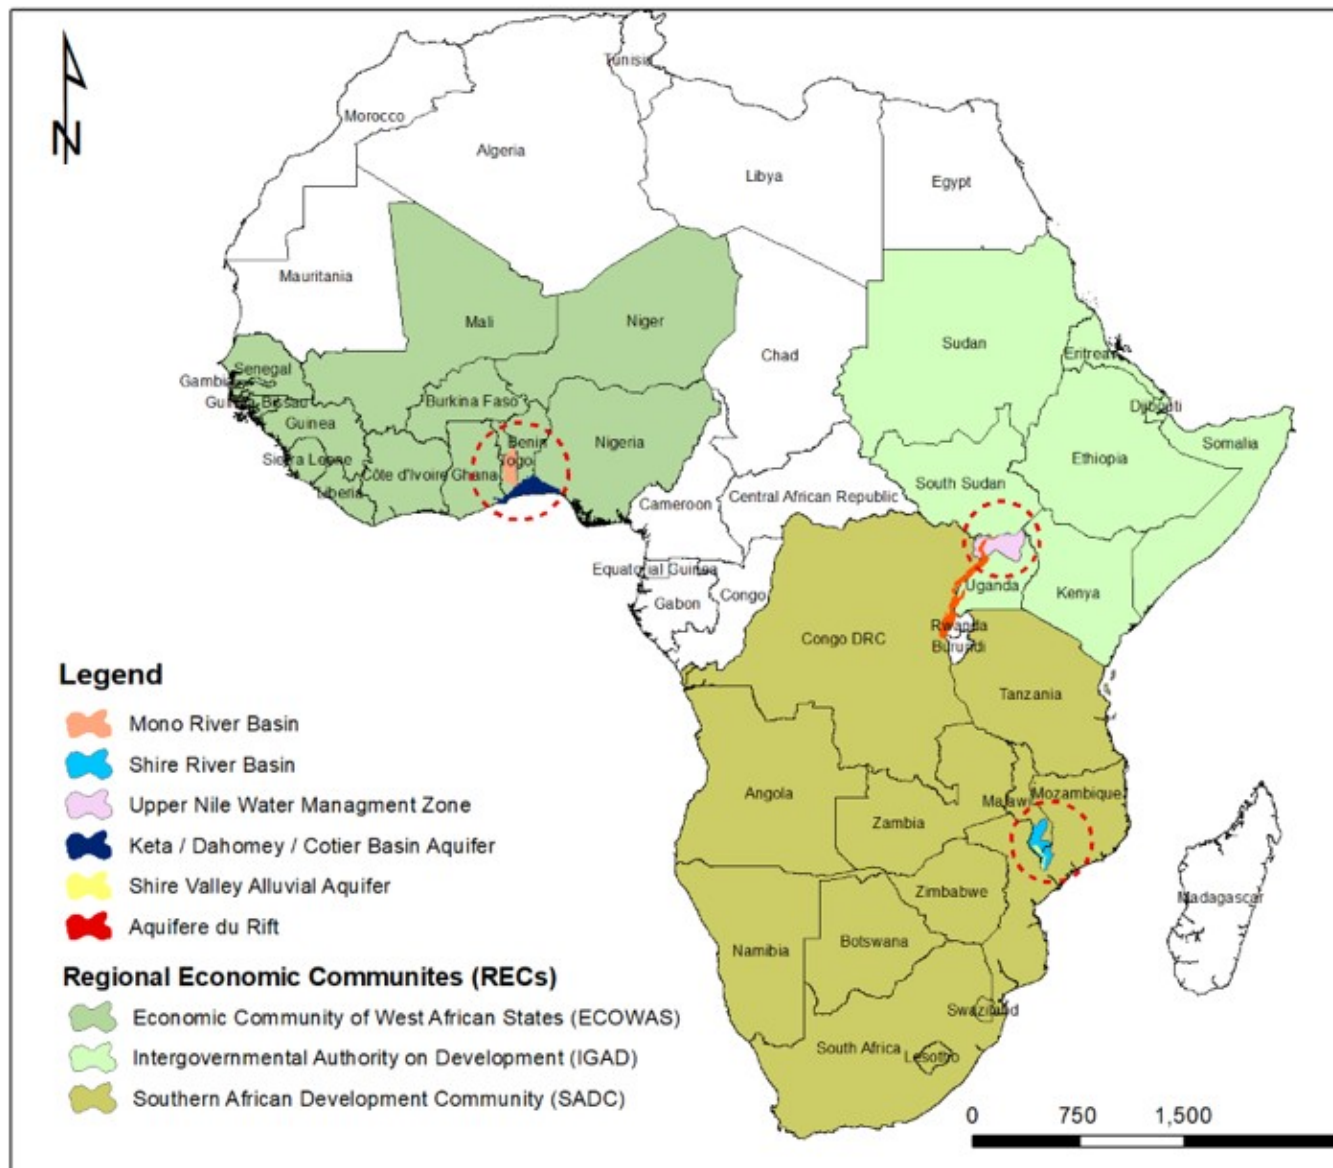 N
Tunisia
Morocco
Algeria
Libya
Egypt
Mauritania
Mali
Niger
Chad
Sudan
Eritrea
Senegal
Gambia
Guinea-Bissau
Burkina Faso
Djibouti
Guinea
Benin
Nigeria
Somalia
Sierra Leone
Togo
Ethiopia
Côte d'Ivoire
Ghana
South Sudan
Liberia
Cameroon
Central African Republic
Equatorial Guinea
Uganda
Gabon
Congo
Kenya
Rwanda
Congo DRC
Burundi
Tanzania
Angola
Malawi
Mozambique
Zambia
Zimbabwe
Madagascar
Namibia
Botswana
Swaziland
South Africa
Lesotho
Legend
Mono River Basin
Shire River Basin
Upper Nile Water Managment Zone
Keta / Dahomey / Cotier Basin Aquifer
Shire Valley Alluvial Aquifer
Aquifere du Rift
Regional Economic Communites (RECs)
Economic Community of West African States (ECOWAS)
Intergovernmental Authority on Development (IGAD)
Southern African Development Community (SADC)
0 750 1,500